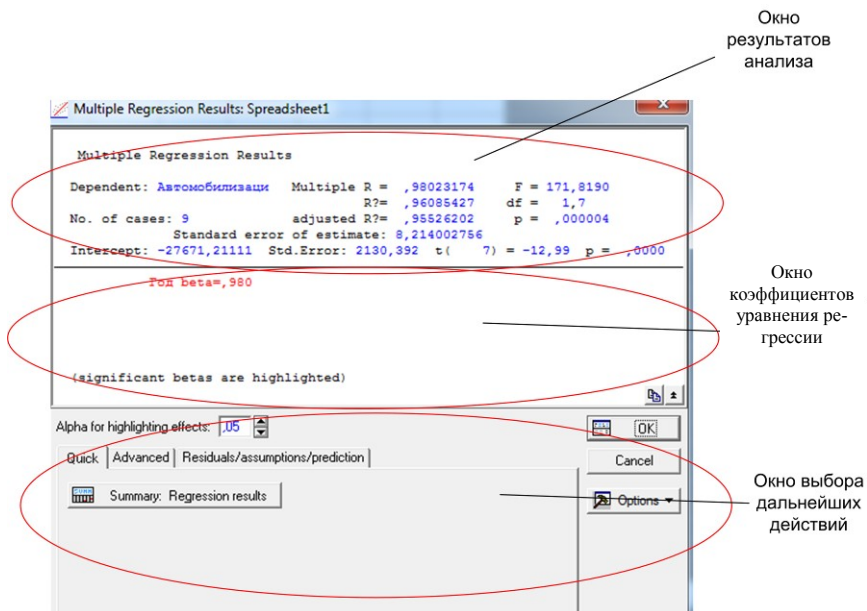 Окно
результатов
анализа
Multiple Regression Results: Spreadsheet1
Multiple Regression Results
Dependent: Автомобилизаци Multiple R = ,98023174 F = 171,8190
R?= ,96085427 df = 1,7
No. of cases: 9 adjusted R?= ,95526202 p = ,000004
Standard error of estimate: 8,214002756
Intercept: -27671,21111 Std.Error: 2130,392 t( 7) = -12,99 p = ,0000
Год beta=,980
Окно
коэффициентов
уравнения ре-
грессии
(significant betas are highlighted)
Alpha for highlighting effects: ,05
OK
Quick Advanced Residuals/assumptions/prediction
Cancel
Summary: Regression results
Options
Окно выбора
дальнейших
действий